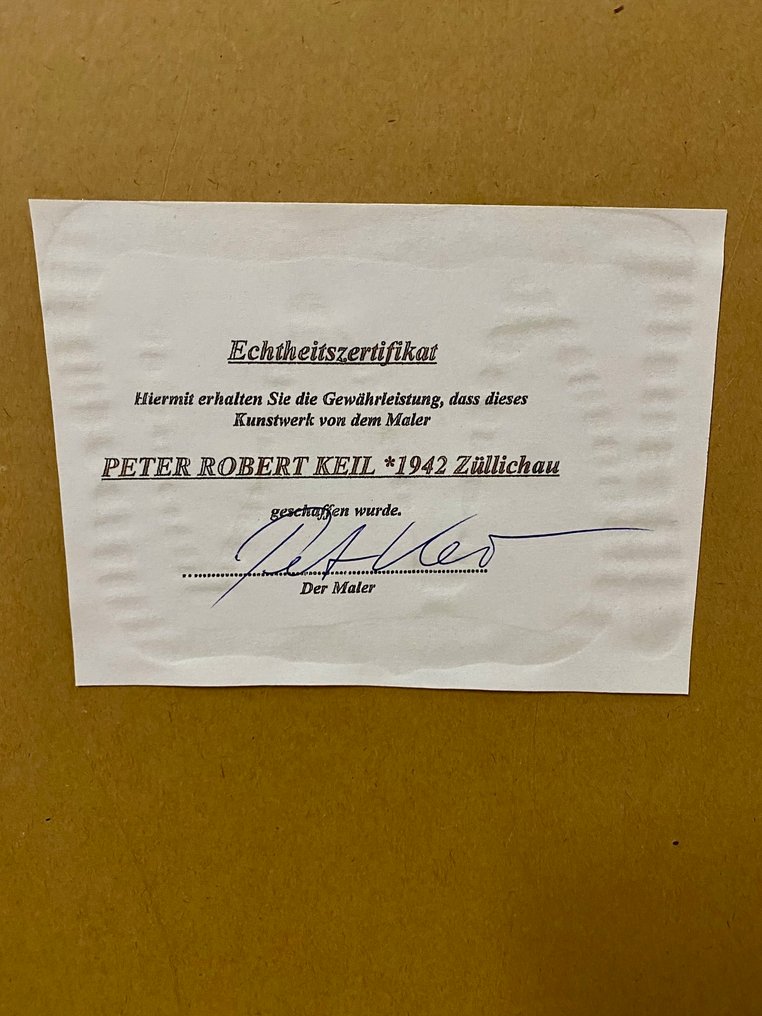 Echtheitszertifikat
Hiermit erhalten Sie die Gewährleistung, dass dieses
Kunstwerk von dem Maler
PETER ROBERT KEIL *1942 Züllichau
geschaffen wurde.
Der Maler